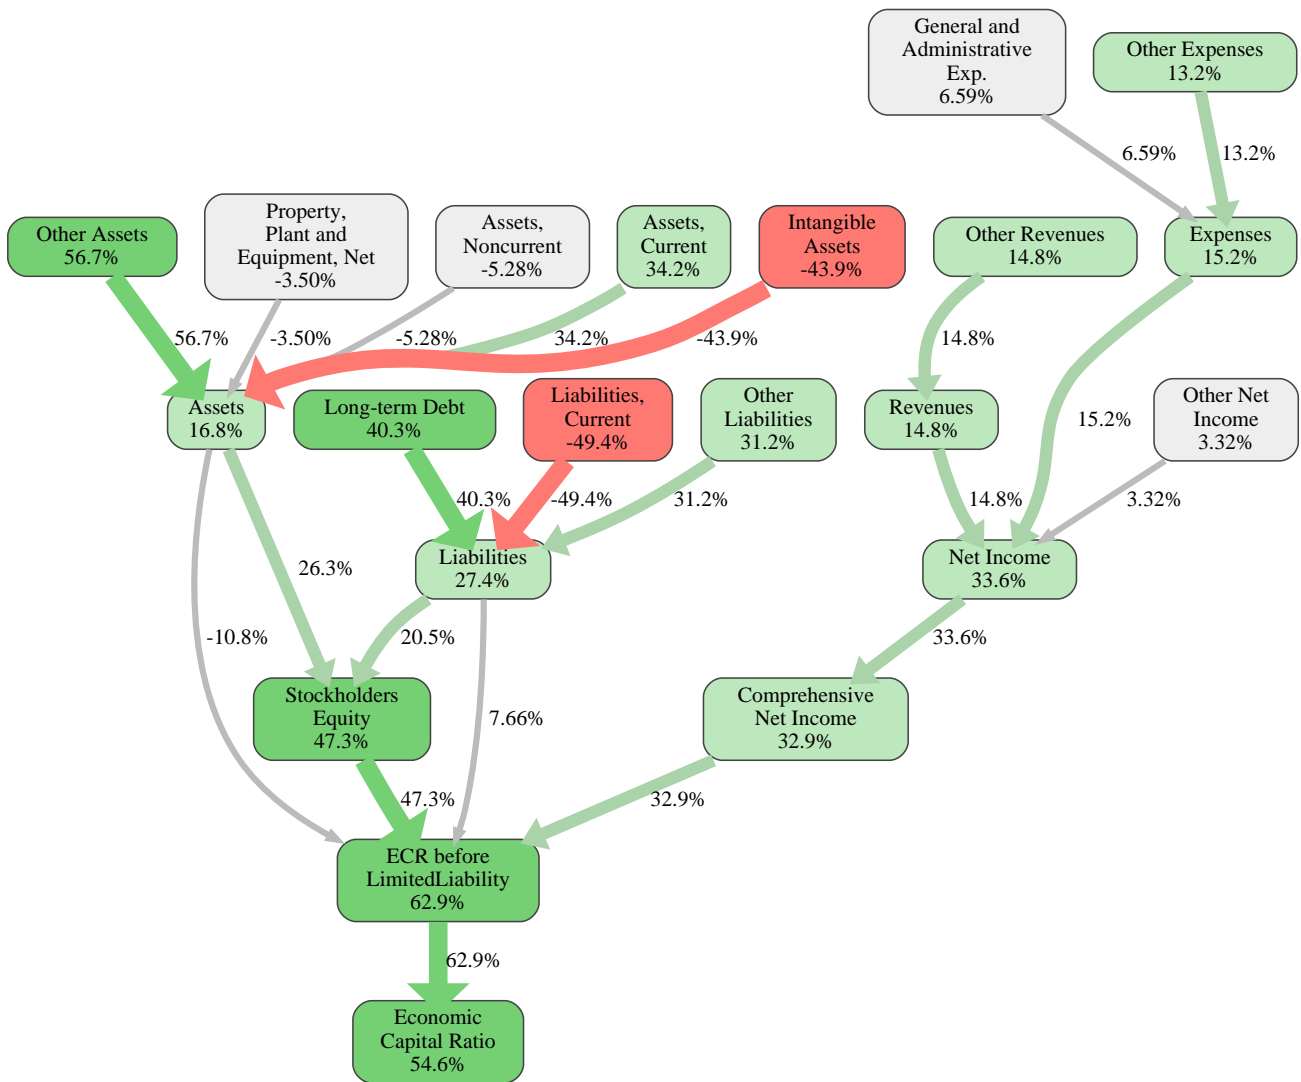 General and
Administrative
Exp.
6.59%
Other Expenses
13.2%
6.59%
13.2%
Other Assets
56.7%
Property,
Plant and
Equipment, Net
-3.50%
Assets,
Noncurrent
-5.28%
Assets,
Current
34.2%
Intangible
Assets
-43.9%
Other Revenues
14.8%
Expenses
15.2%
56.7%
-3.50%
-5.28%
34.2%
-43.9%
14.8%
Assets
16.8%
Long-term Debt
40.3%
Liabilities,
Current
-49.4%
Other
Liabilities
31.2%
Revenues
14.8%
15.2%
Other Net
Income
3.32%
40.3%
-49.4%
31.2%
14.8%
3.32%
26.3%
Liabilities
27.4%
Net Income
33.6%
-10.8%
20.5%
33.6%
Stockholders
Equity
47.3%
7.66%
Comprehensive
Net Income
32.9%
47.3%
32.9%
ECR before
LimitedLiability
62.9%
62.9%
Economic
Capital Ratio
54.6%